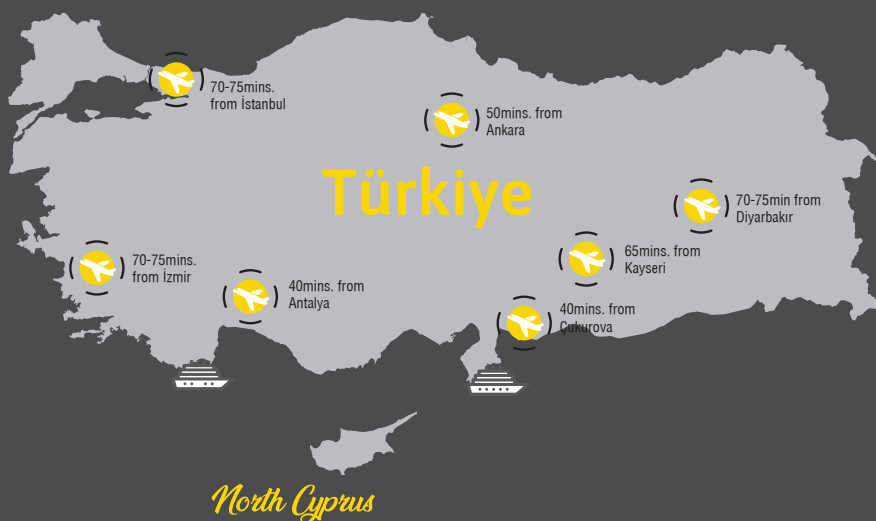 70-75mins.
from İstanbul
50mins. from
Ankara
Türkiye
70-75min from
Diyarbakır
65mins. from
Kayseri
70-75mins.
from İzmir
40mins. from
Antalya
40mins. from
Çukurova
North Cyprus